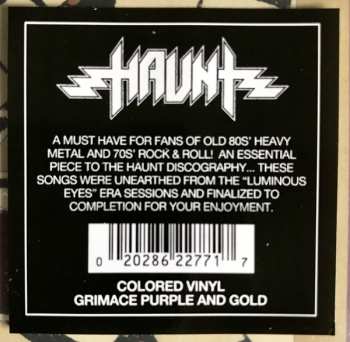 HAUNT
A MUST HAVE FOR FANS OF OLD 80S' HEAVY
METAL AND 70S' ROCK & ROLL! AN ESSENTIAL
PIECE TO THE HAUNT DISCOGRAPHY... THESE
SONGS WERE UNEARTHED FROM THE "LUMINOUS
EYES" ERA SESSIONS AND FINALIZED TO
COMPLETION FOR YOUR ENJOYMENT.
0 20286 22771 7
COLORED VINYL
GRIMACE PURPLE AND GOLD